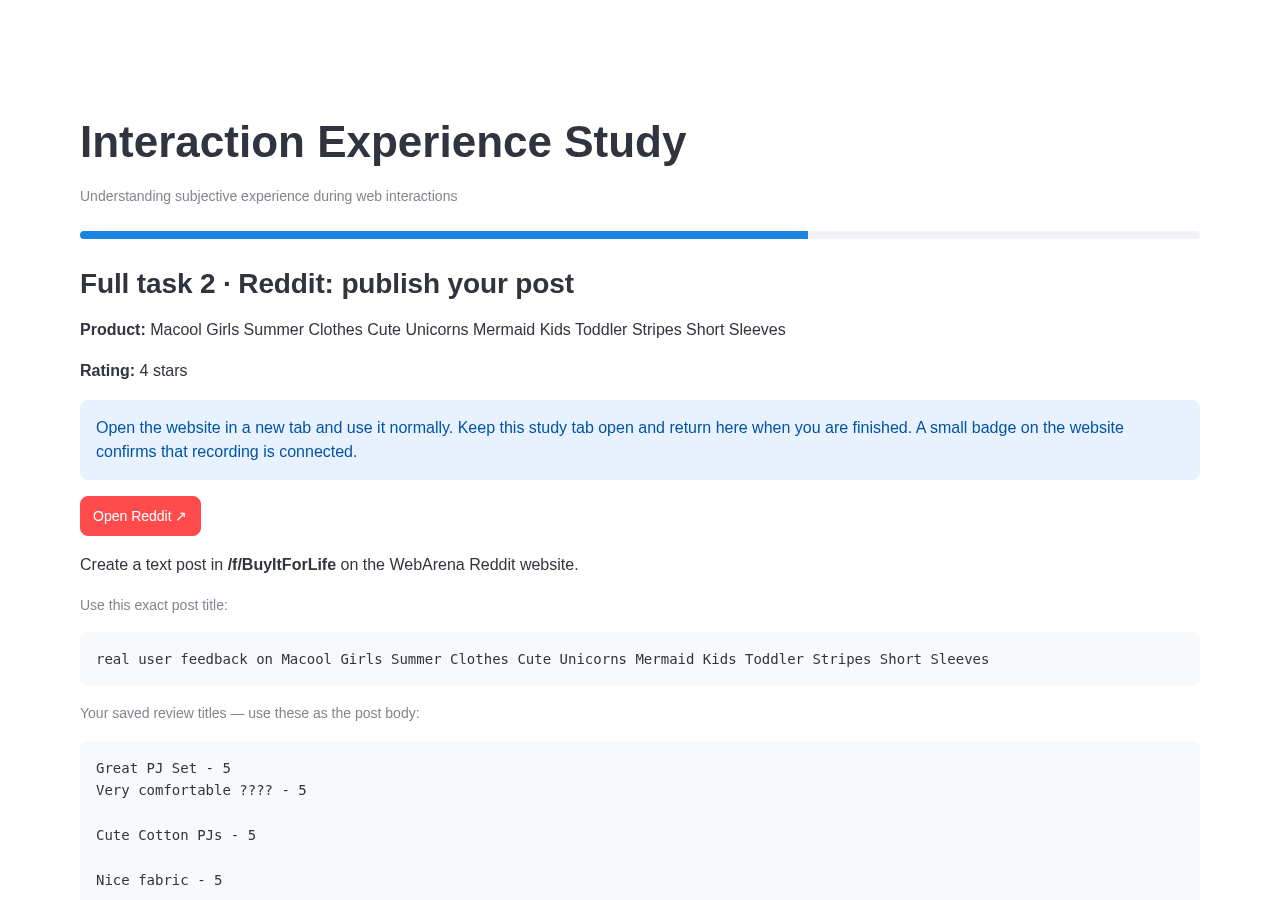 Interaction Experience Study
Understanding subjective experience during web interactions
Full task 2 · Reddit: publish your post
Product: Macool Girls Summer Clothes Cute Unicorns Mermaid Kids Toddler Stripes Short Sleeves
Rating: 4 stars
Open the website in a new tab and use it normally. Keep this study tab open and return here when you are finished. A small badge on the website
confirms that recording is connected.
Open Reddit ↗
Create a text post in /f/BuyItForLife on the WebArena Reddit website.
Use this exact post title:
real user feedback on Macool Girls Summer Clothes Cute Unicorns Mermaid Kids Toddler Stripes Short Sleeves
Your saved review titles — use these as the post body:
Great PJ Set - 5
Very comfortable ???? - 5
Cute Cotton PJs - 5
Nice fabric - 5